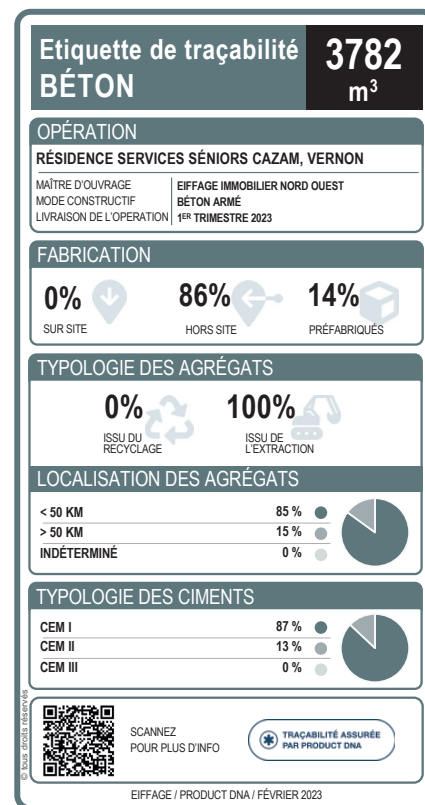 Etiquette de traçabilité
BÉTON
3782
m³
OPÉRATION
RÉSIDENCE SERVICES SÉNIORS CAZAM, VERNON
MAÎTRE D'OUVRAGE EIFFAGE IMMOBILIER NORD OUEST
MODE CONSTRUCTIF BÉTON ARMÉ
LIVRAISON DE L'OPERATION 1ER TRIMESTRE 2023
FABRICATION
0% 86% 14%
SUR SITE HORS SITE PRÉFABRIQUÉS
TYPOLOGIE DES AGRÉGATS
0% 100%
ISSU DU ISSU DE
RECYCLAGE L'EXTRACTION
LOCALISATION DES AGRÉGATS
< 50 KM 85 %
> 50 KM 15 %
INDÉTERMINÉ 0 %
TYPOLOGIE DES CIMENTS
CEM I 87 %
CEM II 13 %
CEM III 0 %
© tous droits réservés
SCANNEZ
POUR PLUS D'INFO
TRAÇABILITÉ ASSURÉE
PAR PRODUCT DNA
EIFFAGE / PRODUCT DNA / FÉVRIER 2023